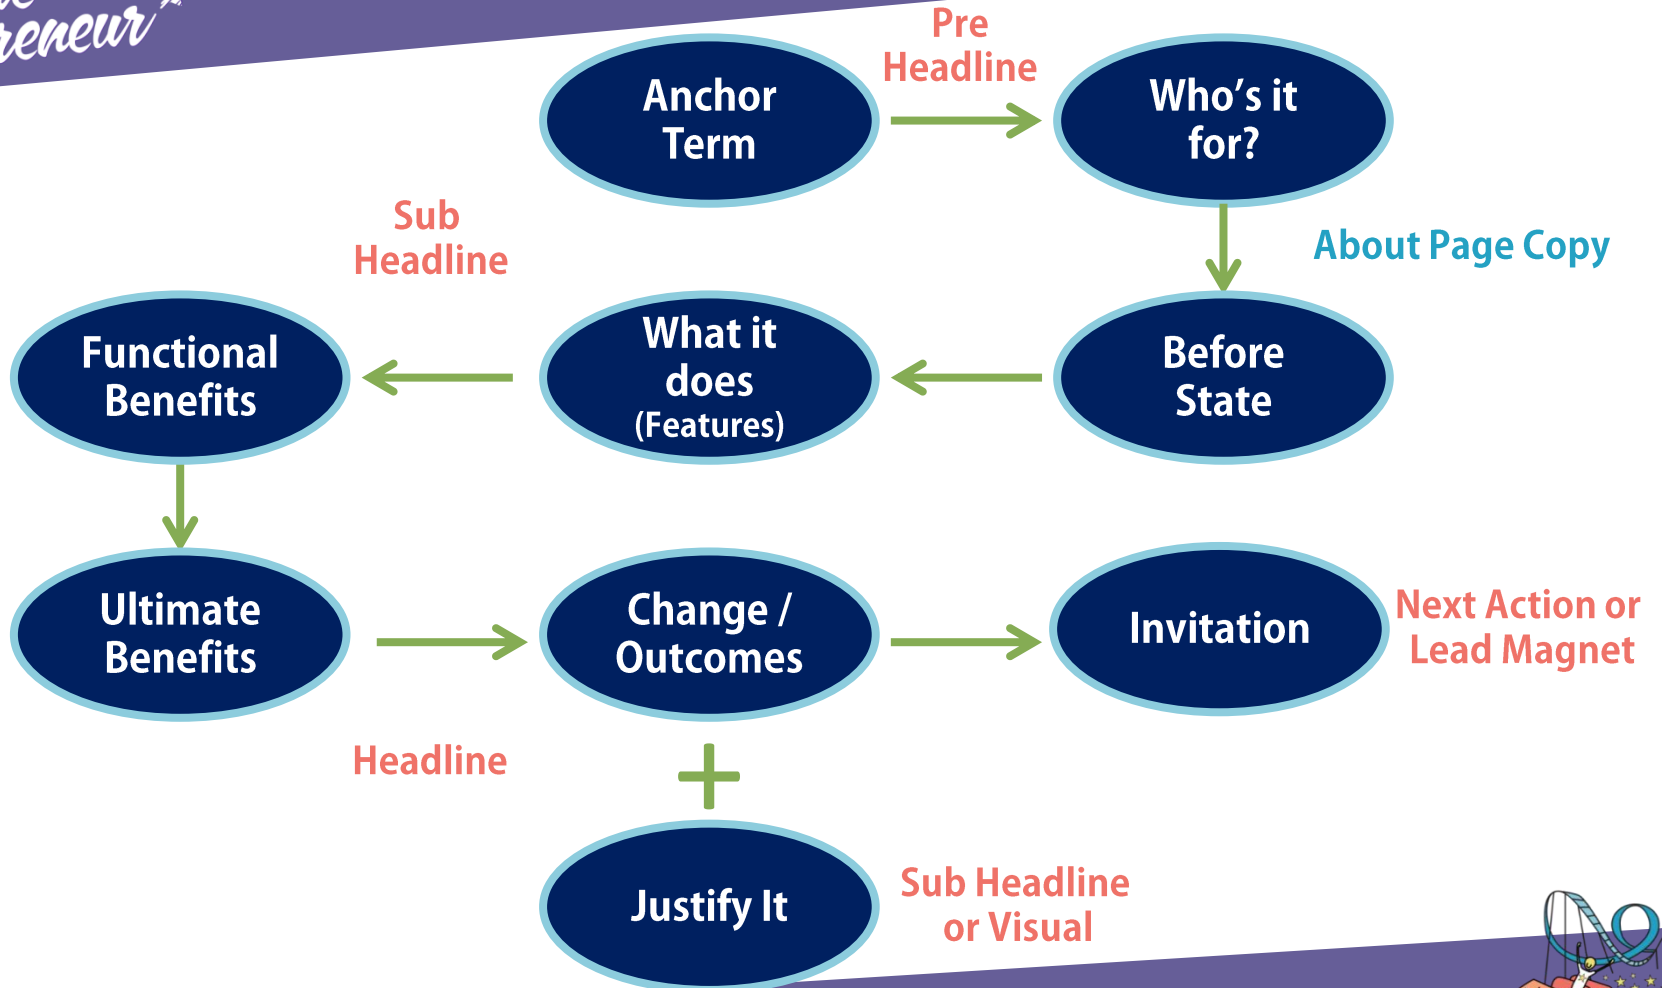 reneur
Pre
Headline
Anchor
Term
Who's it
for?
Sub
Headline
About Page Copy
Functional
Benefits
What it
does
(Features)
Before
State
Ultimate
Benefits
Change /
Outcomes
Invitation
Next Action or
Lead Magnet
Headline
+
Justify It
Sub Headline
or Visual